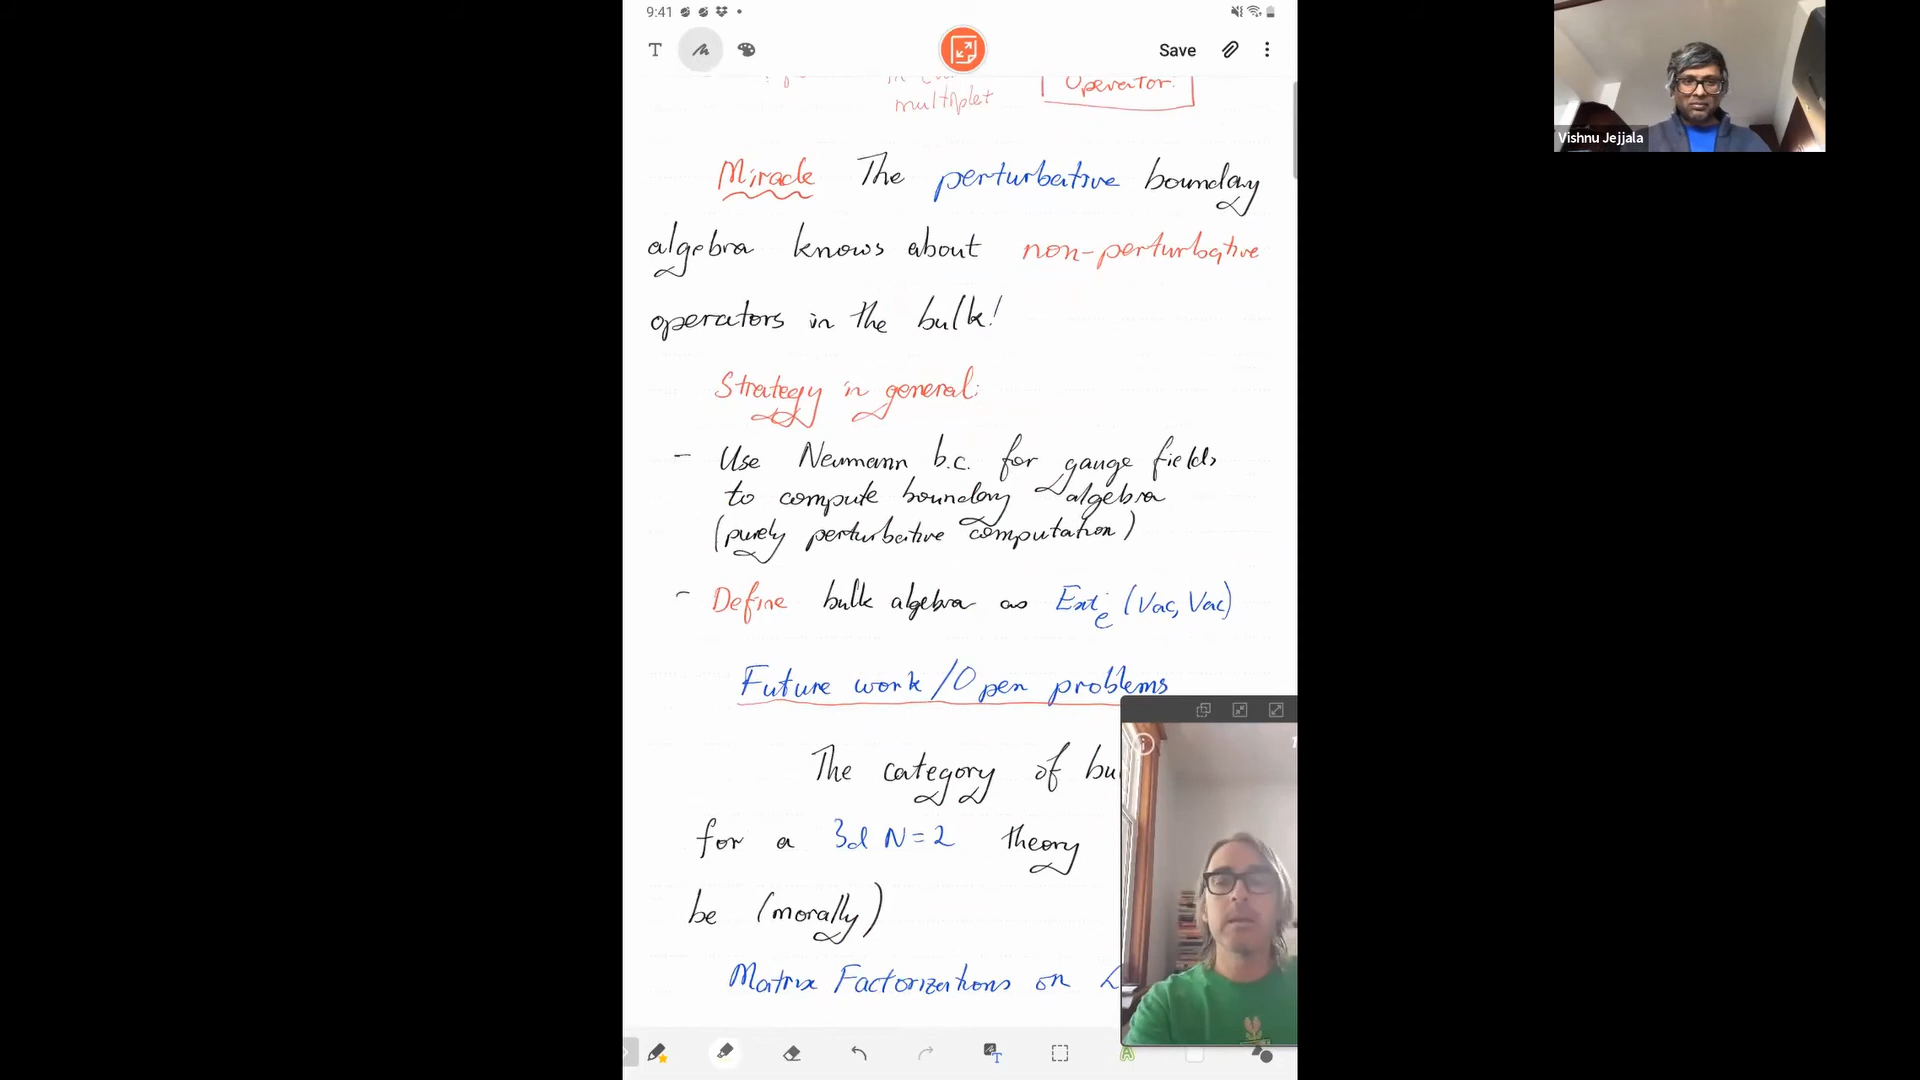 9:41
T
Save
multiplet
Operator.
Miracle The perturbative boundary
algebra knows about non-perturbative
operators in the bulk!
Strategy in general:
- Use Neumann b.c. for gauge fields
to compute boundary algebra
(purely perturbative computation)
- Define bulk algebra as Ext_e (Vac, Vac)
Future work/Open problems
The category of bu
for a 3d N=2 theory
be (morally)
Matrix Factorizations on
Vishnu Jejjala